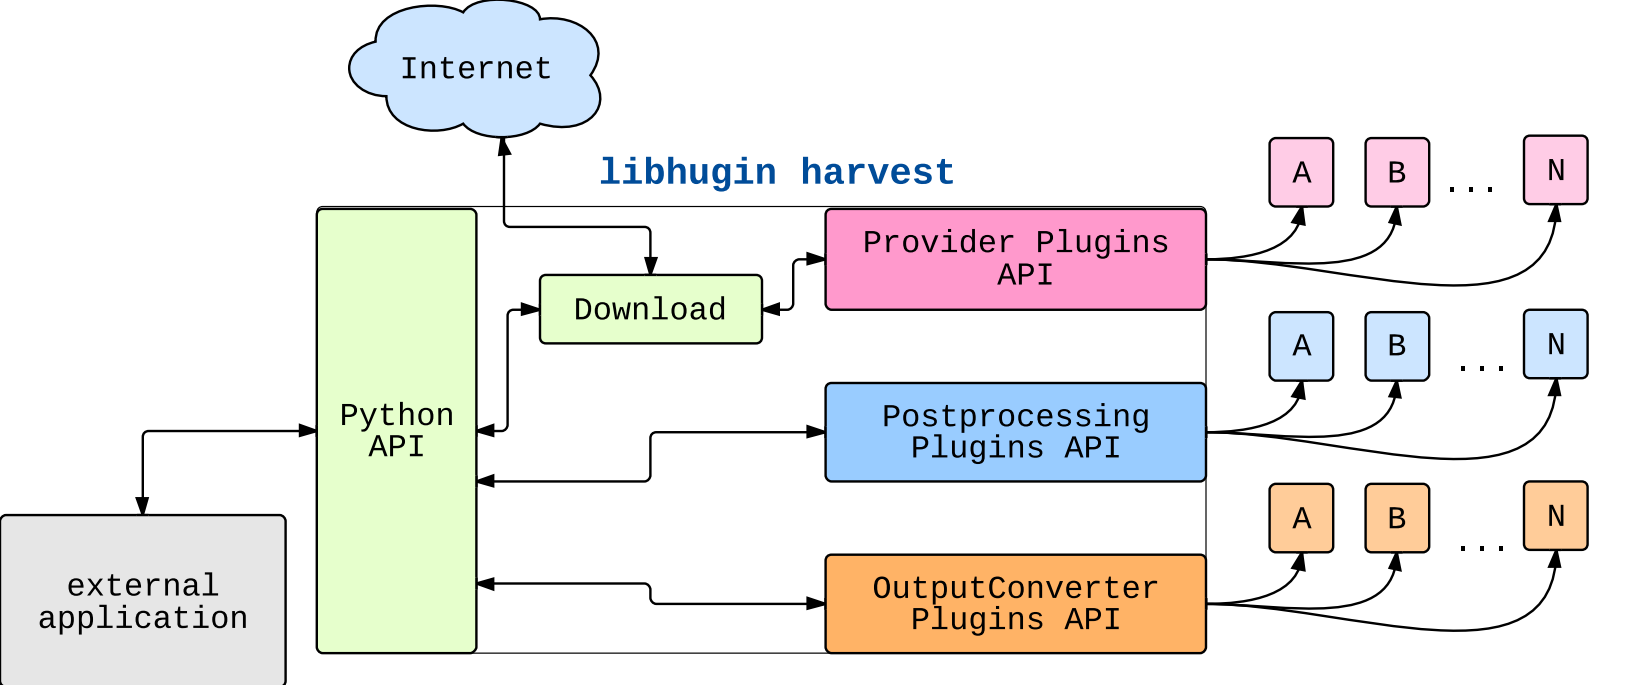 Internet
libhugin harvest
A B ... N
Provider Plugins
API
Download
A B ... N
Python
API
Postprocessing
Plugins API
A B ... N
external
application
OutputConverter
Plugins API